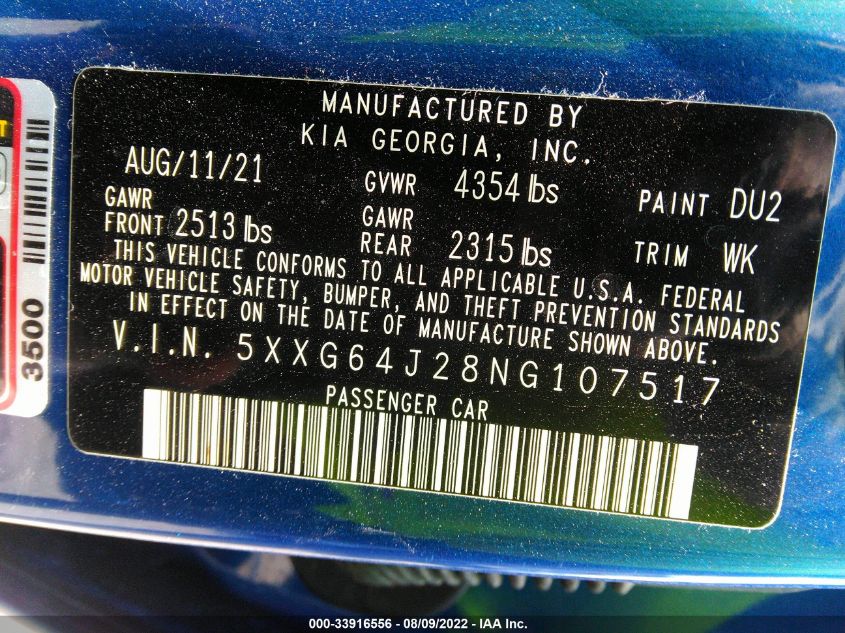 MANUFACTURED BY
KIA GEORGIA, INC.
AUG/11/21 GVWR 4354 lbs PAINT DU2
GAWR FRONT 2513 lbs GAWR REAR 2315 lbs TRIM WK
THIS VEHICLE CONFORMS TO ALL APPLICABLE U.S.A. FEDERAL
MOTOR VEHICLE SAFETY, BUMPER, AND THEFT PREVENTION STANDARDS
IN EFFECT ON THE DATE OF MANUFACTURE SHOWN ABOVE.
V.I.N. 5XXG64J28NG107517
PASSENGER CAR
3500
000-33916556 - 08/09/2022 - IAA Inc.